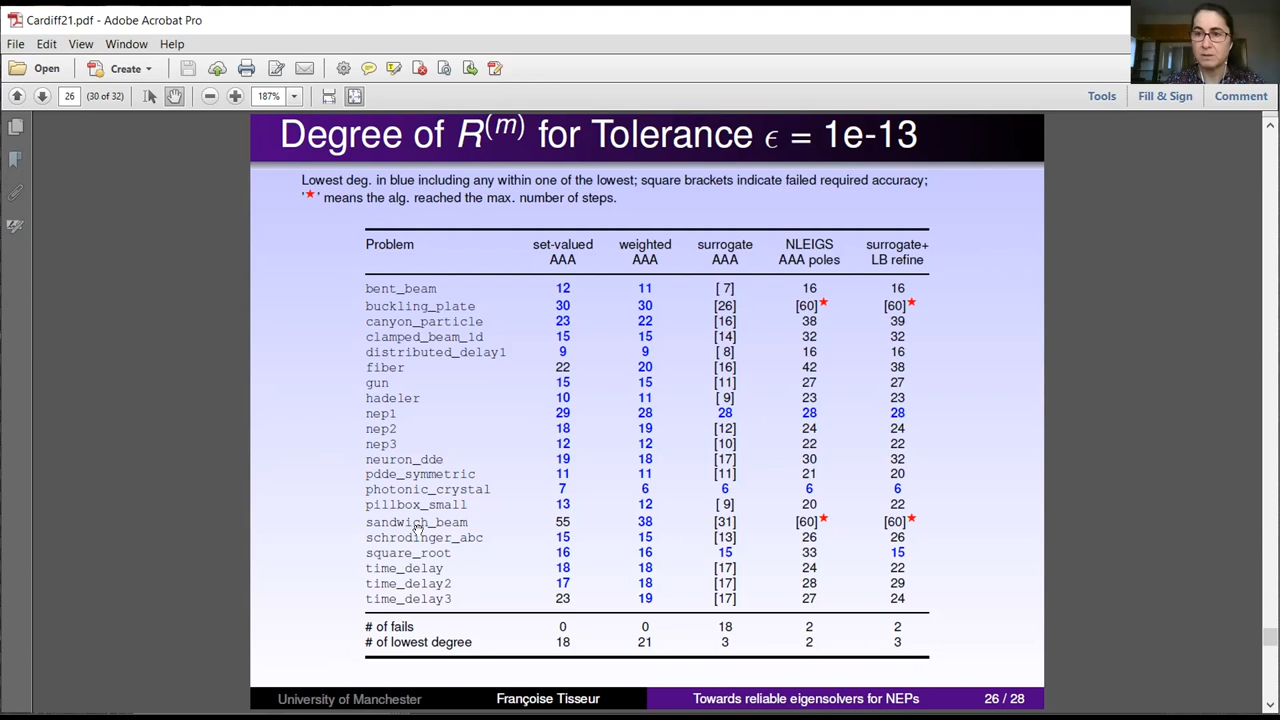 Cardiff21.pdf - Adobe Acrobat Pro
File Edit View Window Help
Open Create
26 (30 of 32) 187% Tools Fill & Sign Comment
Degree of R^(m) for Tolerance ϵ = 1e-13
Lowest deg. in blue including any within one of the lowest; square brackets indicate failed required accuracy;
'★' means the alg. reached the max. number of steps.
Problem set-valued AAA weighted AAA surrogate AAA NLEIGS AAA poles surrogate+ LB refine
bent_beam 12 11 [ 7] 16 16
buckling_plate 30 30 [26] [60]★ [60]★
canyon_particle 23 22 [16] 38 39
clamped_beam_1d 15 15 [14] 32 32
distributed_delay1 9 9 [ 8] 16 16
fiber 22 20 [16] 42 38
gun 15 15 [11] 27 27
hadeler 10 11 [ 9] 23 23
nep1 29 28 28 28 28
nep2 18 19 [12] 24 24
nep3 12 12 [10] 22 22
neuron_dde 19 18 [17] 30 32
pdde_symmetric 11 11 [11] 21 20
photonic_crystal 7 6 6 6 6
pillbox_small 13 12 [ 9] 20 22
sandwich_beam 55 38 [31] [60]★ [60]★
schrodinger_abc 15 15 [13] 26 26
square_root 16 16 15 33 15
time_delay 18 18 [17] 24 22
time_delay2 17 18 [17] 28 29
time_delay3 23 19 [17] 27 24
# of fails 0 0 18 2 2
# of lowest degree 18 21 3 2 3
University of Manchester Françoise Tisseur Towards reliable eigensolvers for NEPs 26 / 28